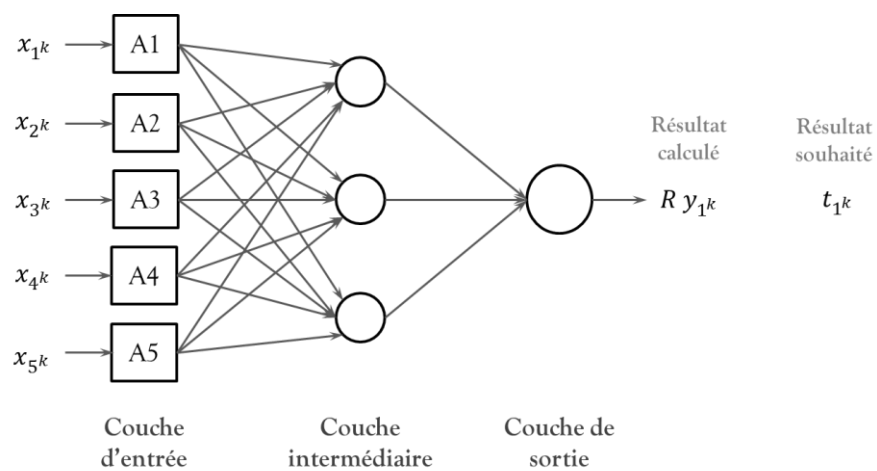 x₁ᵏ A1
x₂ᵏ A2
x₃ᵏ A3
x₄ᵏ A4
x₅ᵏ A5
Résultat
calculé
R y₁ᵏ
Résultat
souhaité
t₁ᵏ
Couche
d'entrée
Couche
intermédiaire
Couche de
sortie